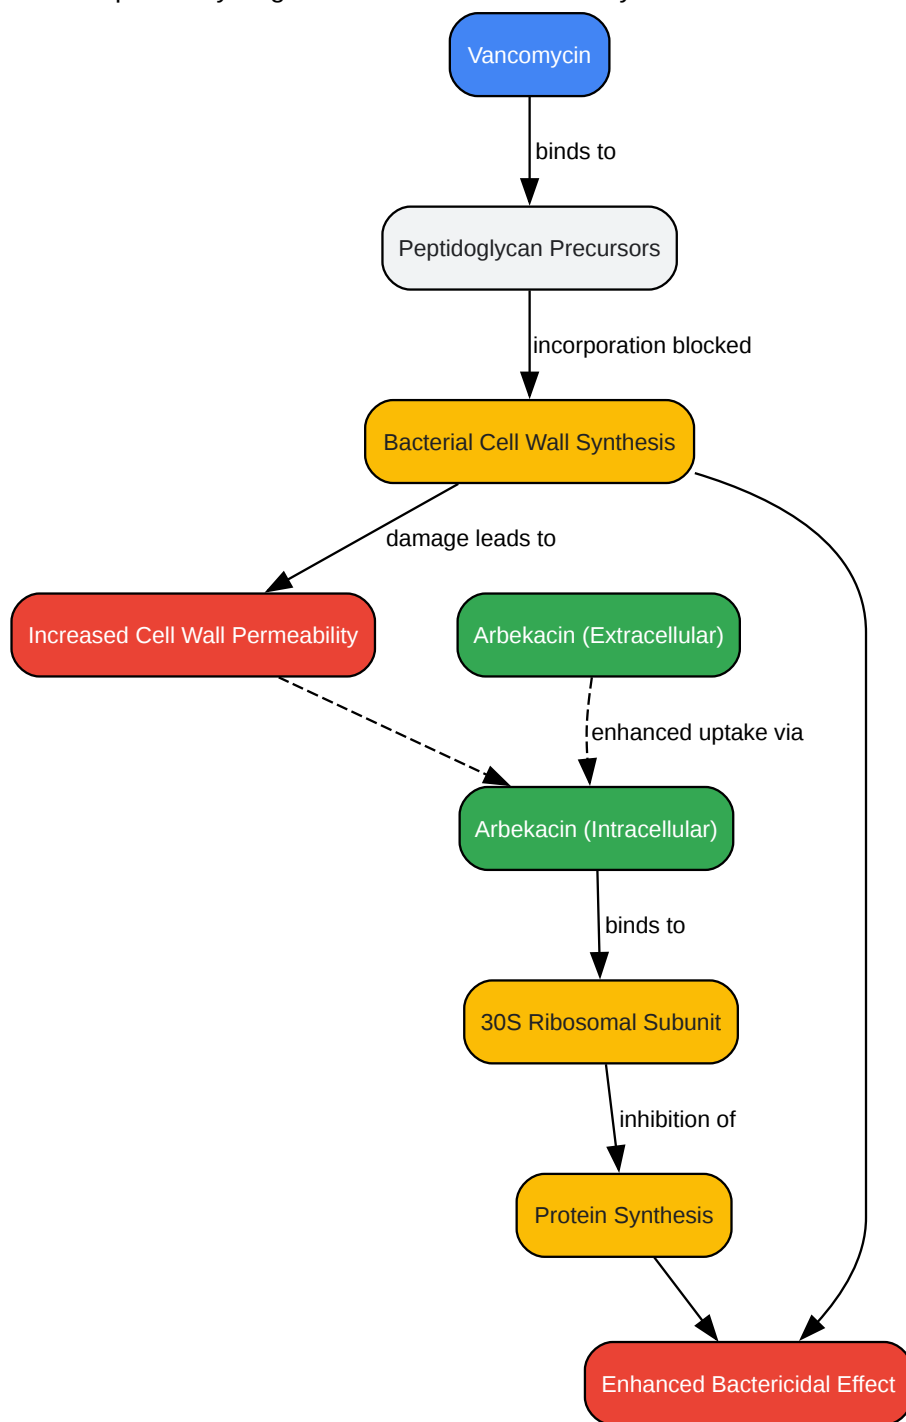 Vancomycin
binds to
Peptidoglycan Precursors
incorporation blocked
Bacterial Cell Wall Synthesis
damage leads to
Increased Cell Wall Permeability
Arbekacin (Extracellular)
enhanced uptake via
Arbekacin (Intracellular)
binds to
30S Ribosomal Subunit
inhibition of
Protein Synthesis
Enhanced Bactericidal Effect